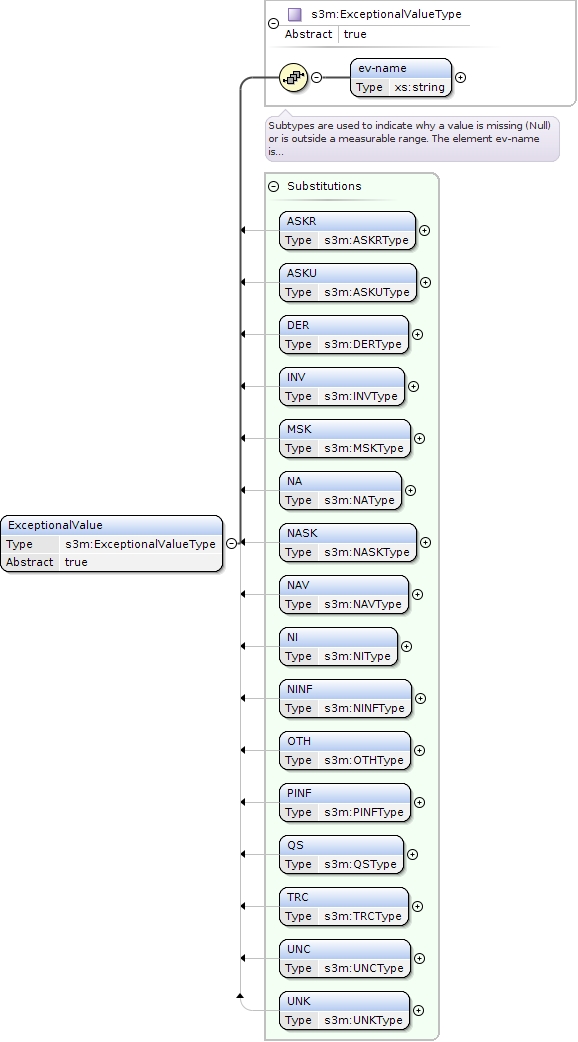 s3m:ExceptionalValueType
Abstract true
ev-name
Type xs:string
Subtypes are used to indicate why a value is missing (Null)
or is outside a measurable range. The element ev-name
is...
Substitutions
ASKR
Type s3m:ASKRType
ASKU
Type s3m:ASKUType
DER
Type s3m:DERType
INV
Type s3m:INVType
MSK
Type s3m:MSKType
NA
Type s3m:NAType
ExceptionalValue
Type s3m:ExceptionalValueType
Abstract true
NASK
Type s3m:NASKType
NAV
Type s3m:NAVType
NI
Type s3m:NIType
NINF
Type s3m:NINFType
OTH
Type s3m:OTHType
PINF
Type s3m:PINFType
QS
Type s3m:QSType
TRC
Type s3m:TRCType
UNC
Type s3m:UNCType
UNK
Type s3m:UNKType